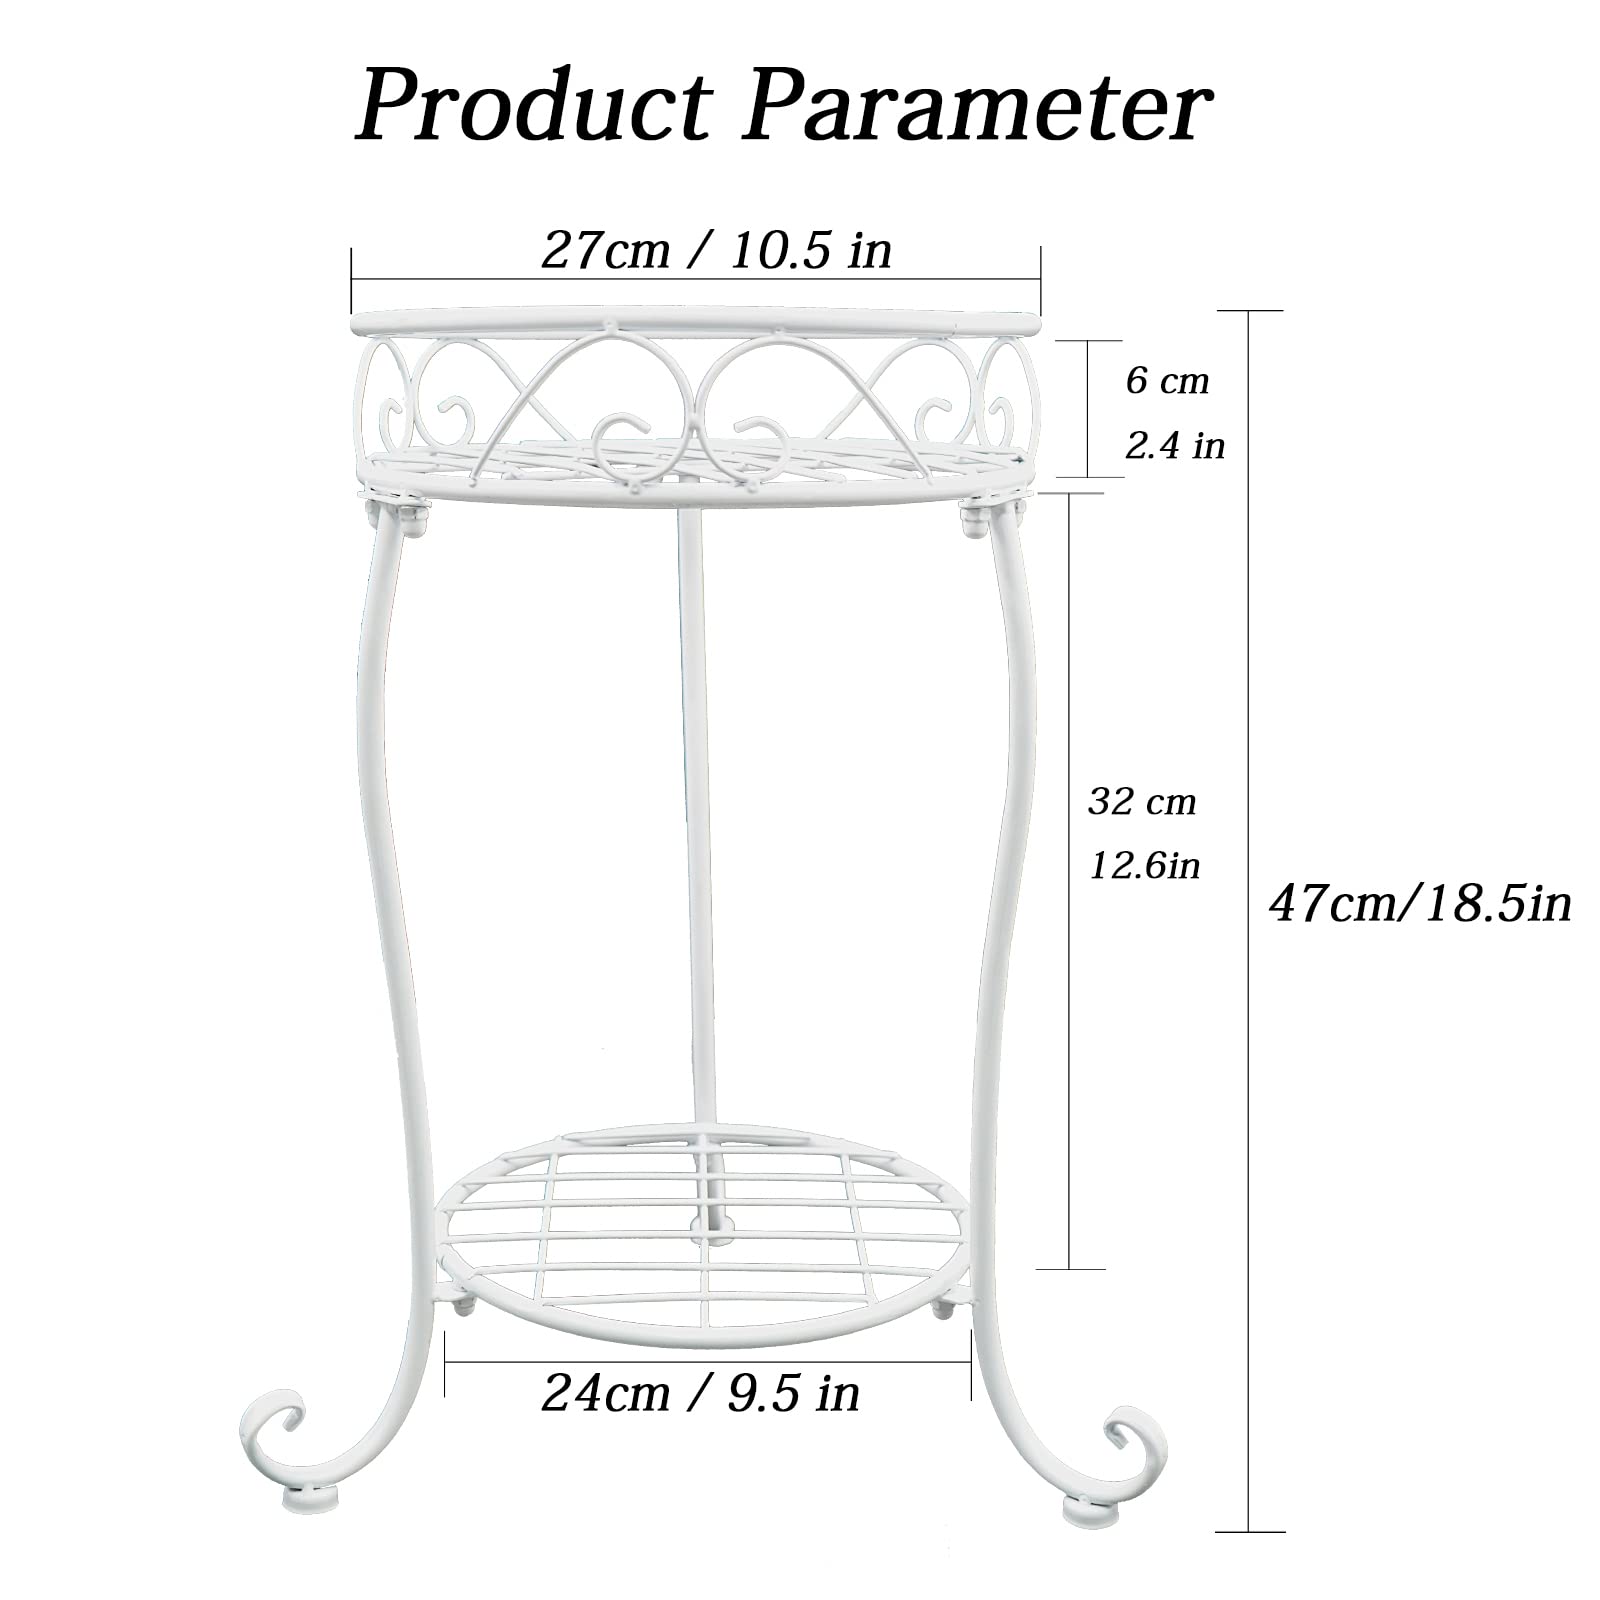 Product Parameter
27cm / 10.5 in
6 cm
2.4 in
32 cm
12.6in
47cm/18.5in
24cm / 9.5 in